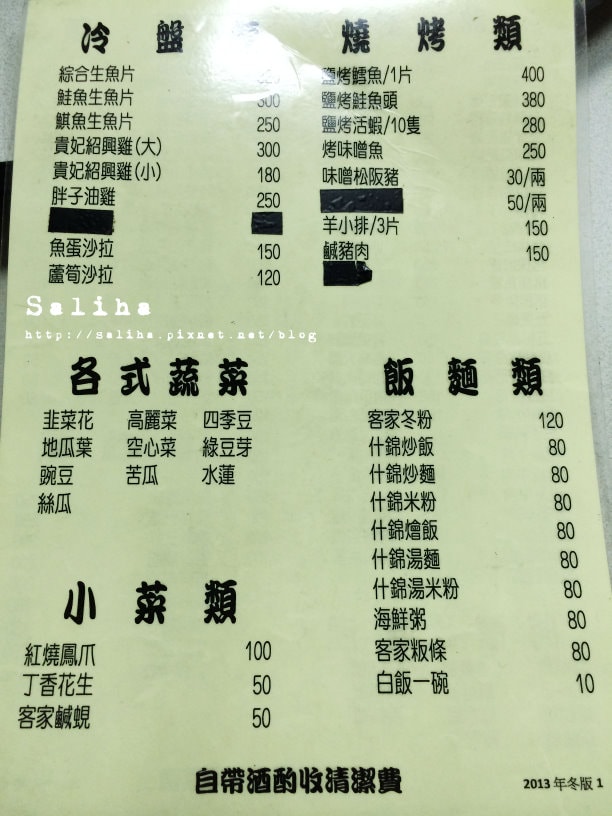 冷盤類
綜合生魚片
鮭魚生魚片 300
鯕魚生魚片 250
貴妃紹興雞(大) 300
貴妃紹興雞(小) 180
胖子油雞 250
魚蛋沙拉 150
蘆筍沙拉 120
燒烤類
鹽烤鱈魚/1片 400
鹽烤鮭魚頭 380
鹽烤活蝦/10隻 280
烤味噌魚 250
味噌松阪豬 30/兩
50/兩
羊小排/3片 150
鹹豬肉 150
Saliha
http://saliha.pixnet.net/blog
各式蔬菜
韭菜花 高麗菜 四季豆
地瓜葉 空心菜 綠豆芽
豌豆 苦瓜 水蓮
絲瓜
飯麵類
客家冬粉 120
什錦炒飯 80
什錦炒麵 80
什錦米粉 80
什錦燴飯 80
什錦湯麵 80
什錦湯米粉 80
海鮮粥 80
客家粄條 80
白飯一碗 10
小菜類
紅燒鳳爪 100
丁香花生 50
客家鹹蜆 50
自帶酒酌收清潔費
2013年冬版1